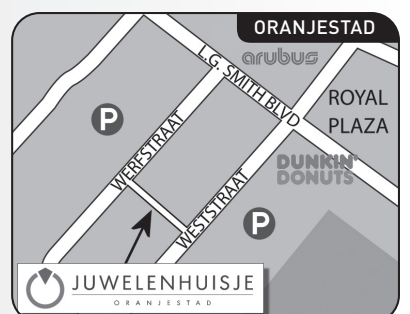 ORANJESTAD
arubus
L.G. SMITH BLVD
ROYAL
PLAZA
P
WERFSTRAAT
DUNKIN'
DONUTS
WESTSTRAAT
P
JUWELENHUISJE
ORANJESTAD